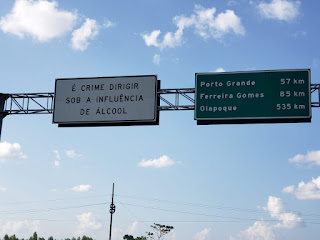 É CRIME DIRIGIR
SOB A INFLUÊNCIA
DE ÁLCOOL
Porto Grande 57 km
Ferreira Gomes 85 km
Oiapoque 535 km